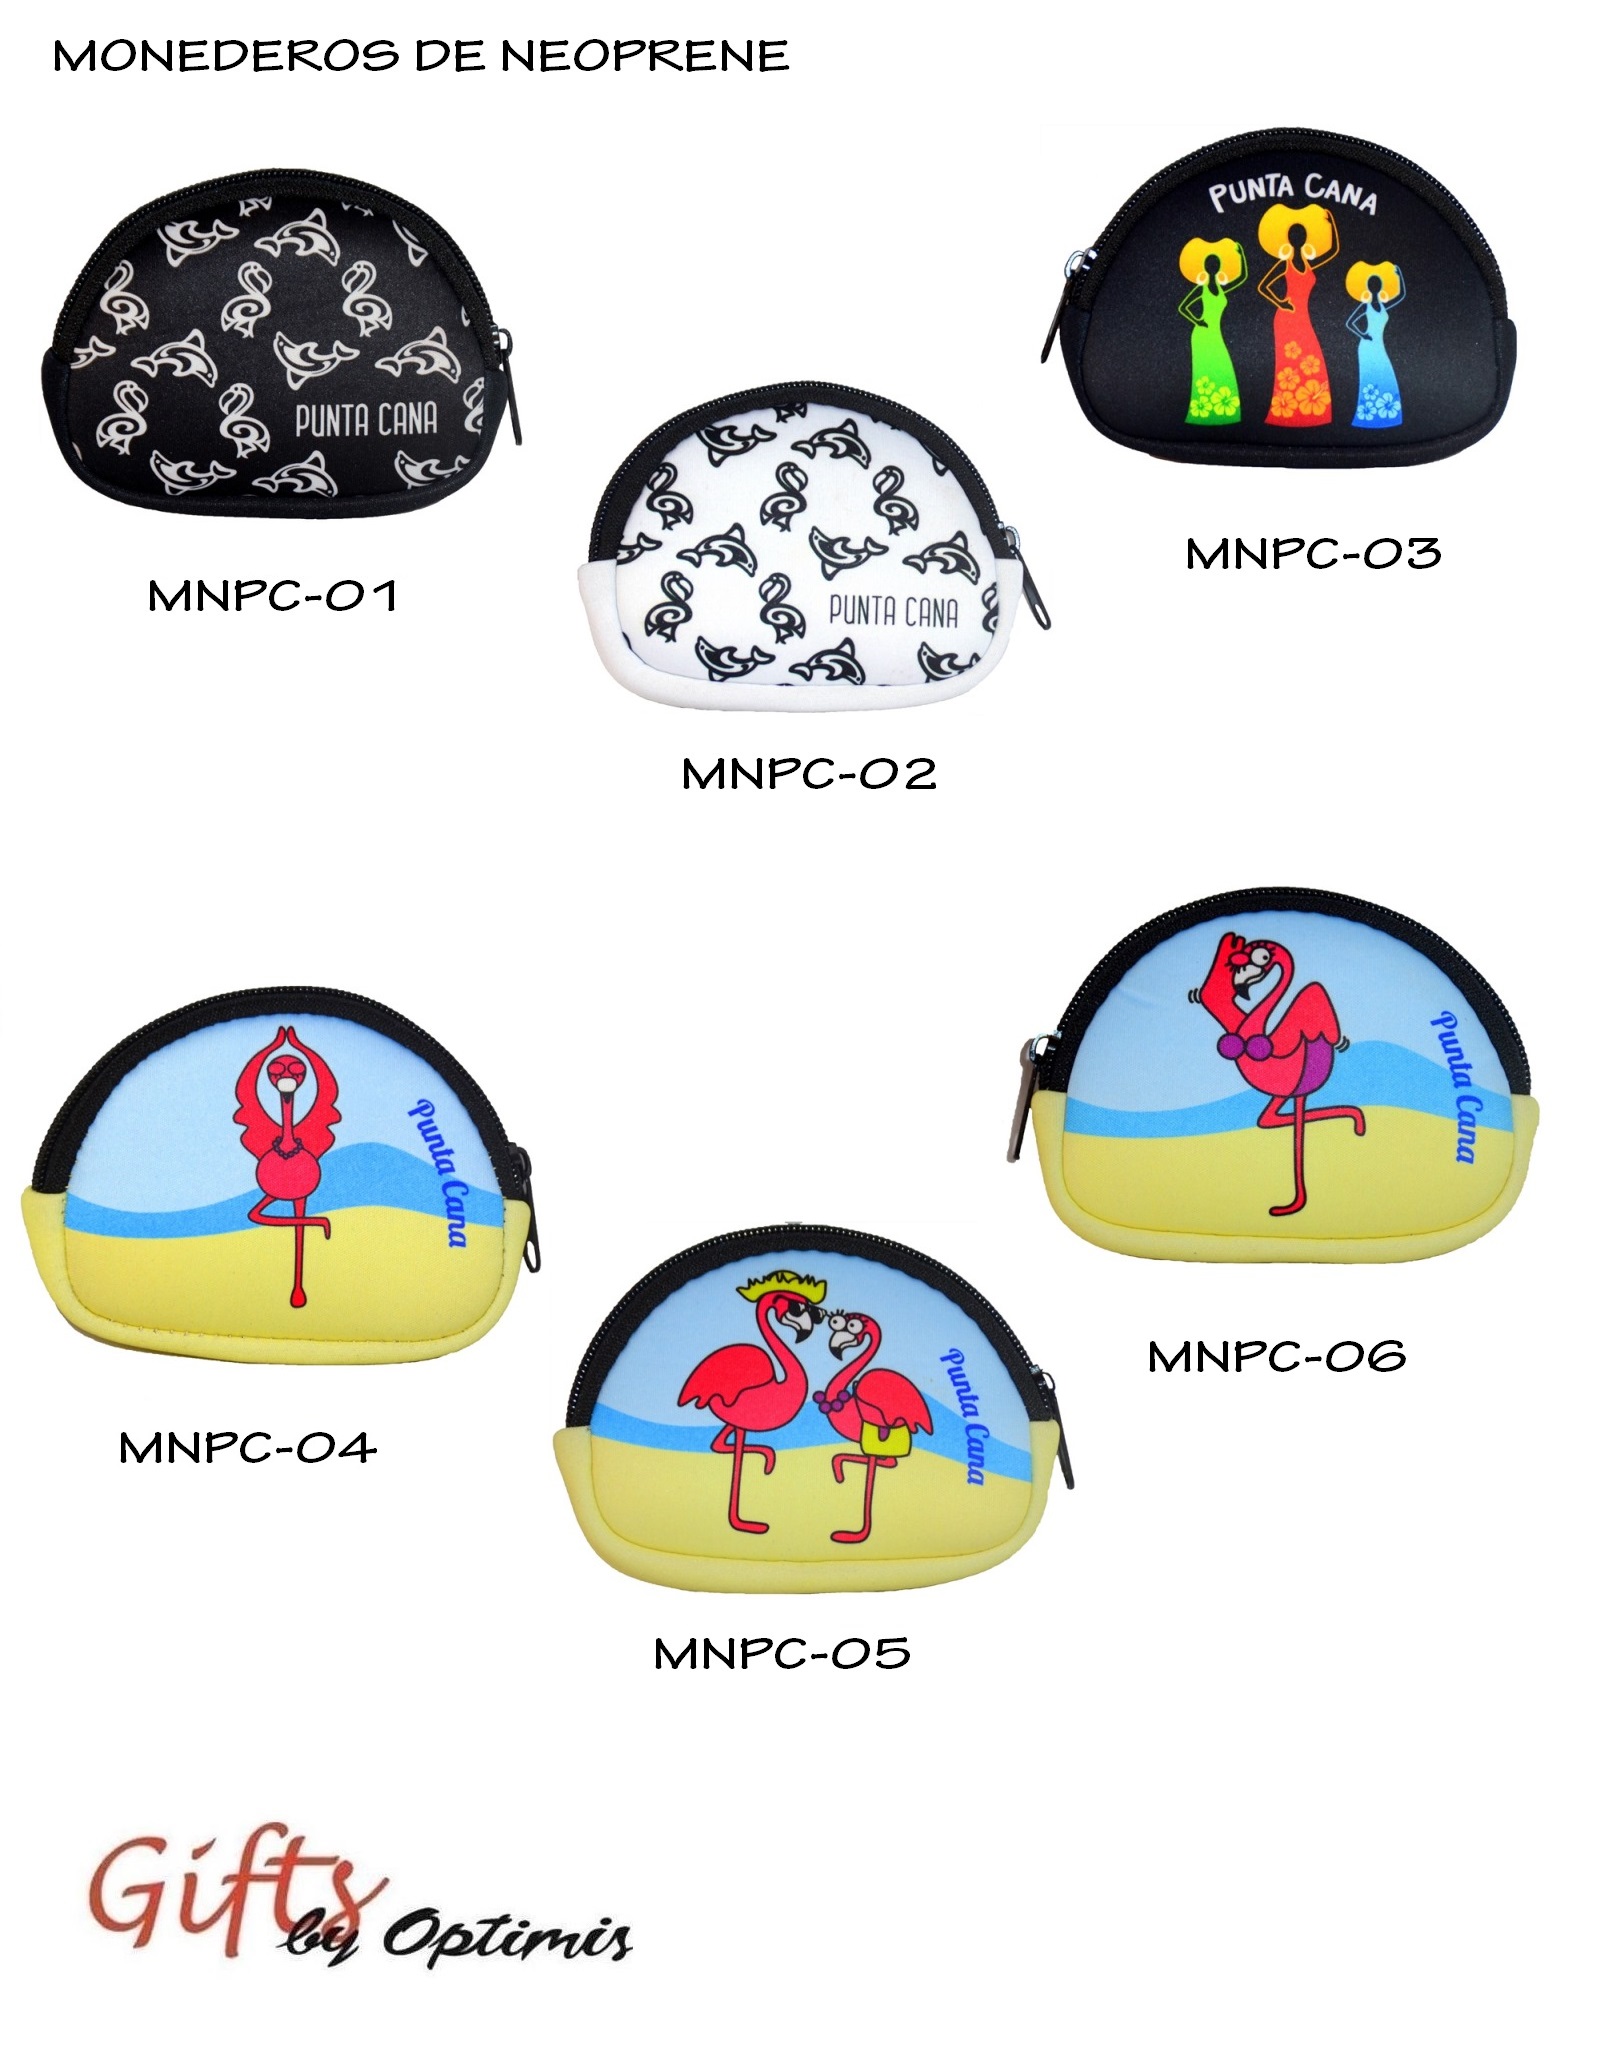 MONEDEROS DE NEOPRENE
PUNTA CANA
MNPC-01
PUNTA CANA
MNPC-02
PUNTA CANA
MNPC-03
Punta Cana
MNPC-04
Punta Cana
MNPC-05
Punta Cana
MNPC-06
Gifts
by Optimis